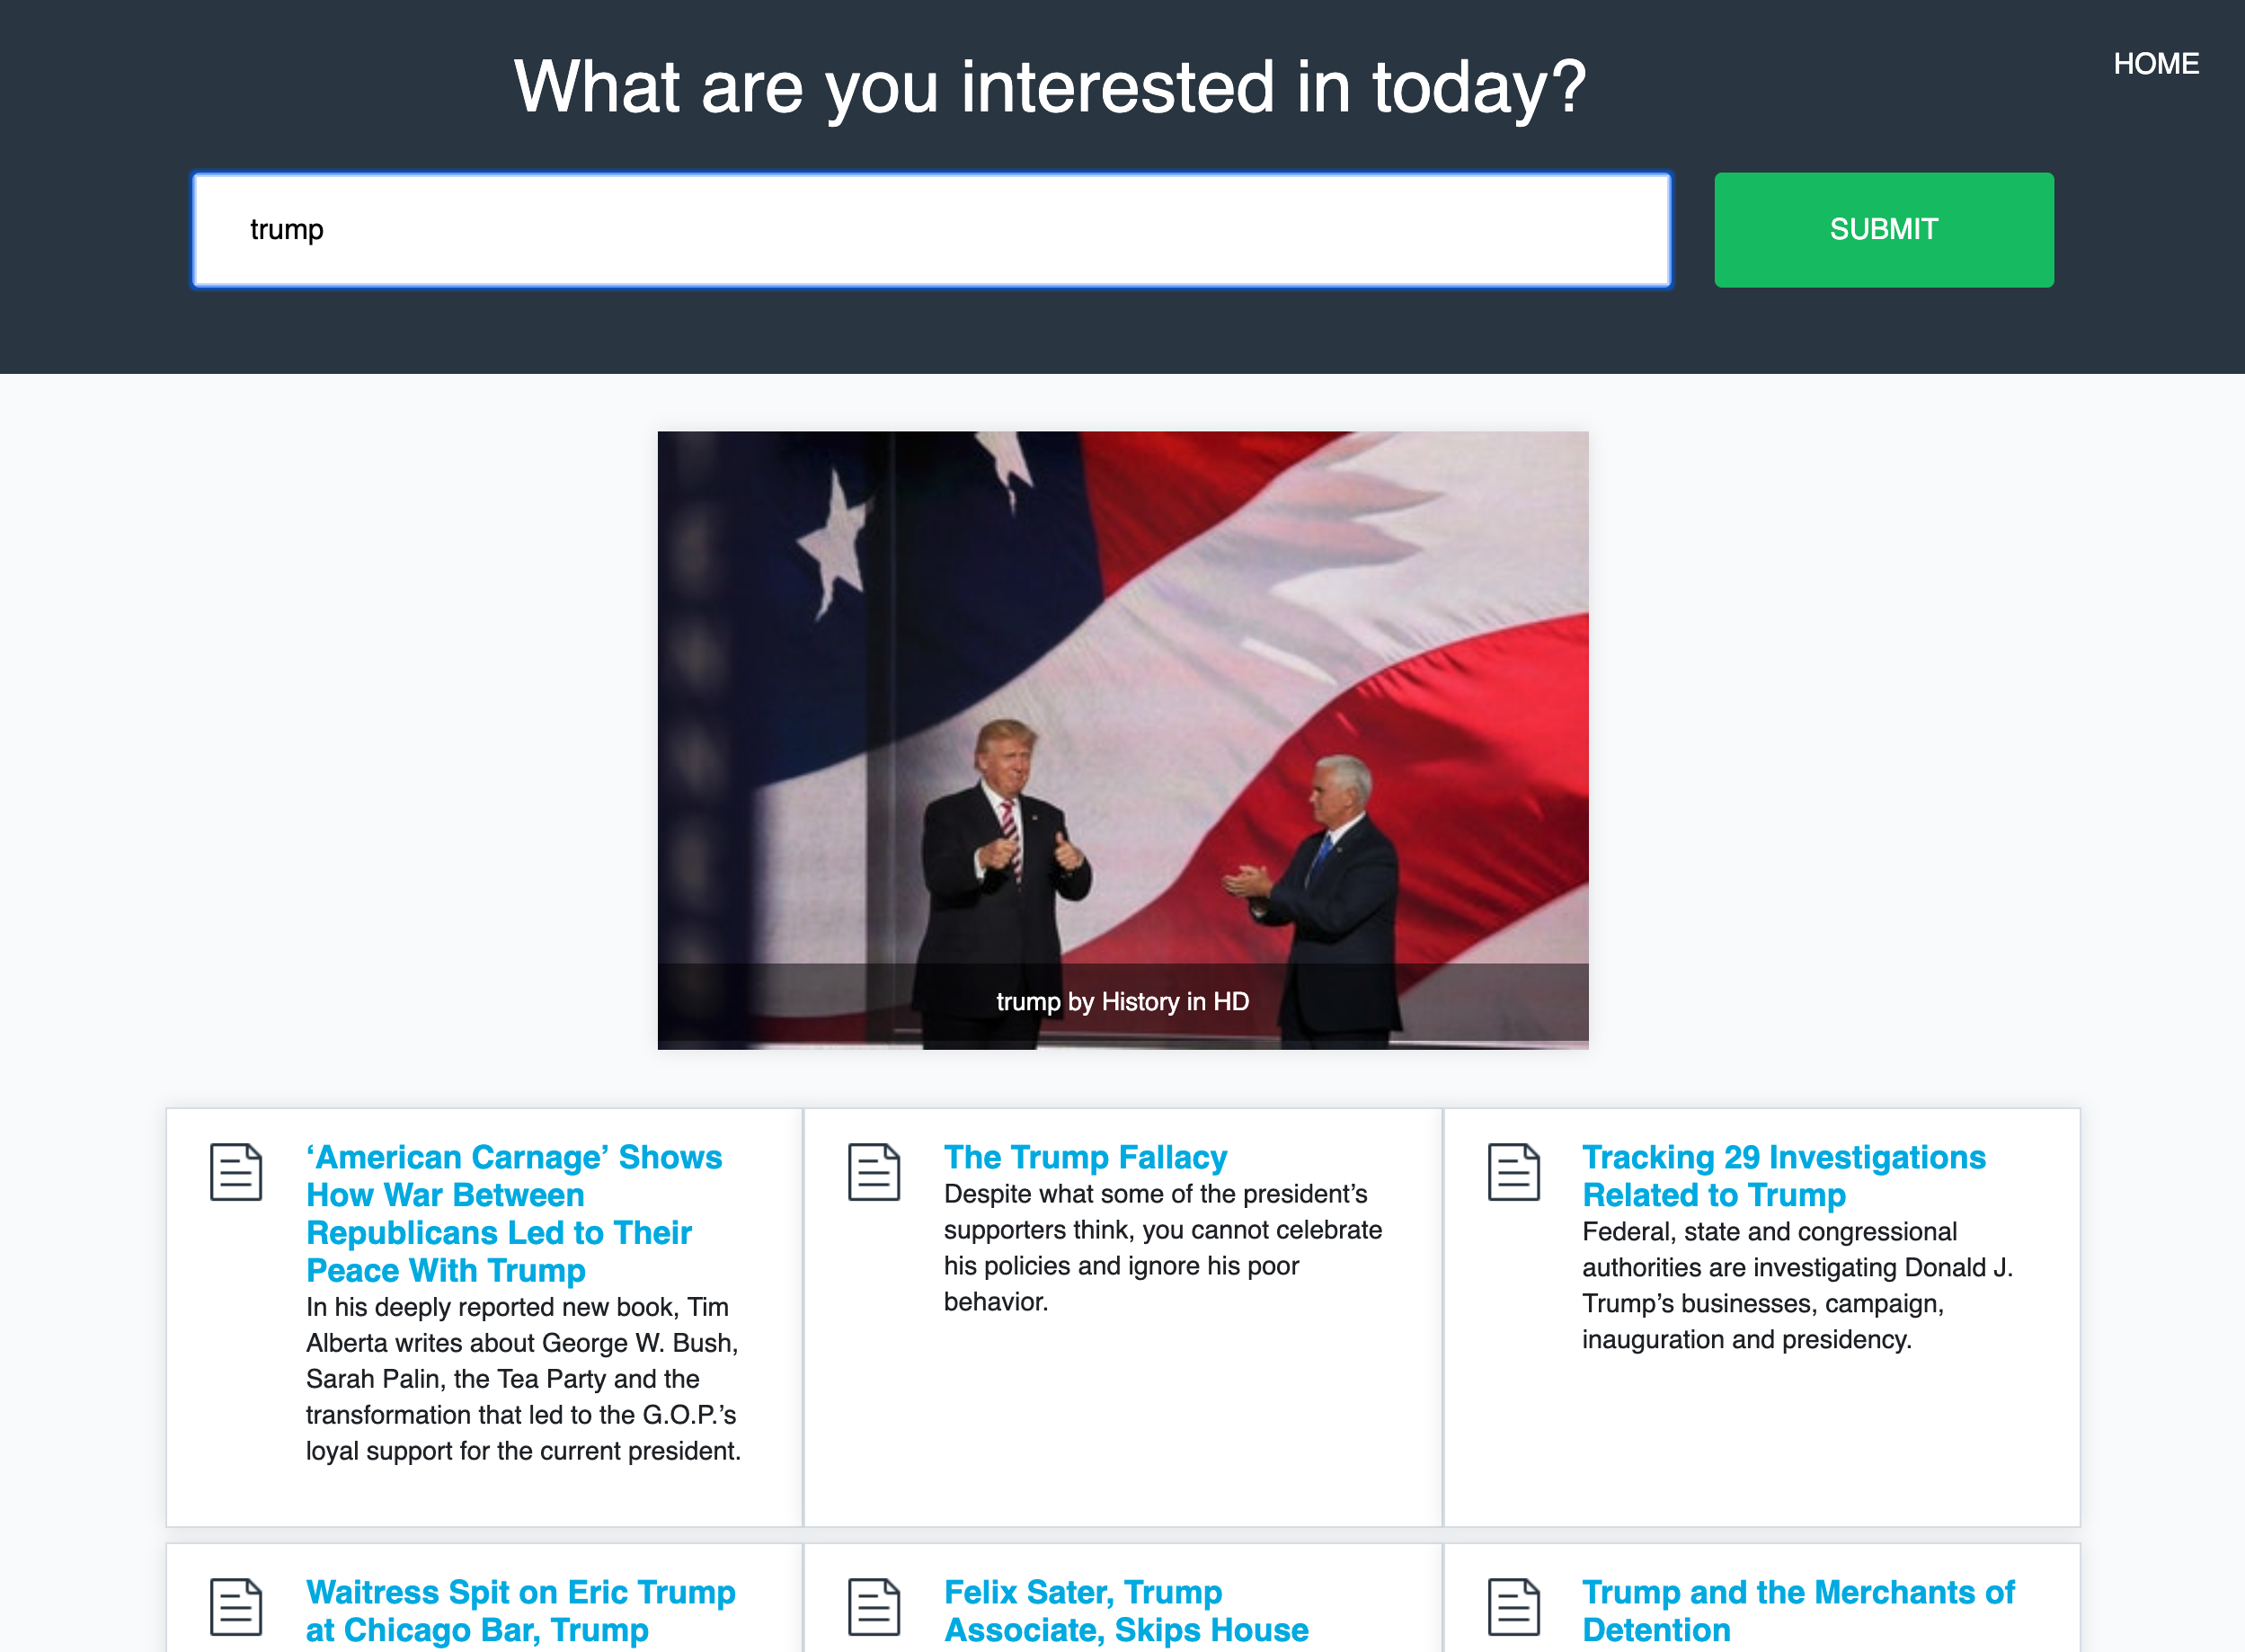 What are you interested in today?
HOME
trump
SUBMIT
trump by History in HD
‘American Carnage’ Shows
How War Between
Republicans Led to Their
Peace With Trump
In his deeply reported new book, Tim
Alberta writes about George W. Bush,
Sarah Palin, the Tea Party and the
transformation that led to the G.O.P.’s
loyal support for the current president.
The Trump Fallacy
Despite what some of the president’s
supporters think, you cannot celebrate
his policies and ignore his poor
behavior.
Tracking 29 Investigations
Related to Trump
Federal, state and congressional
authorities are investigating Donald J.
Trump’s businesses, campaign,
inauguration and presidency.
Waitress Spit on Eric Trump
at Chicago Bar, Trump
Felix Sater, Trump
Associate, Skips House
Trump and the Merchants of
Detention